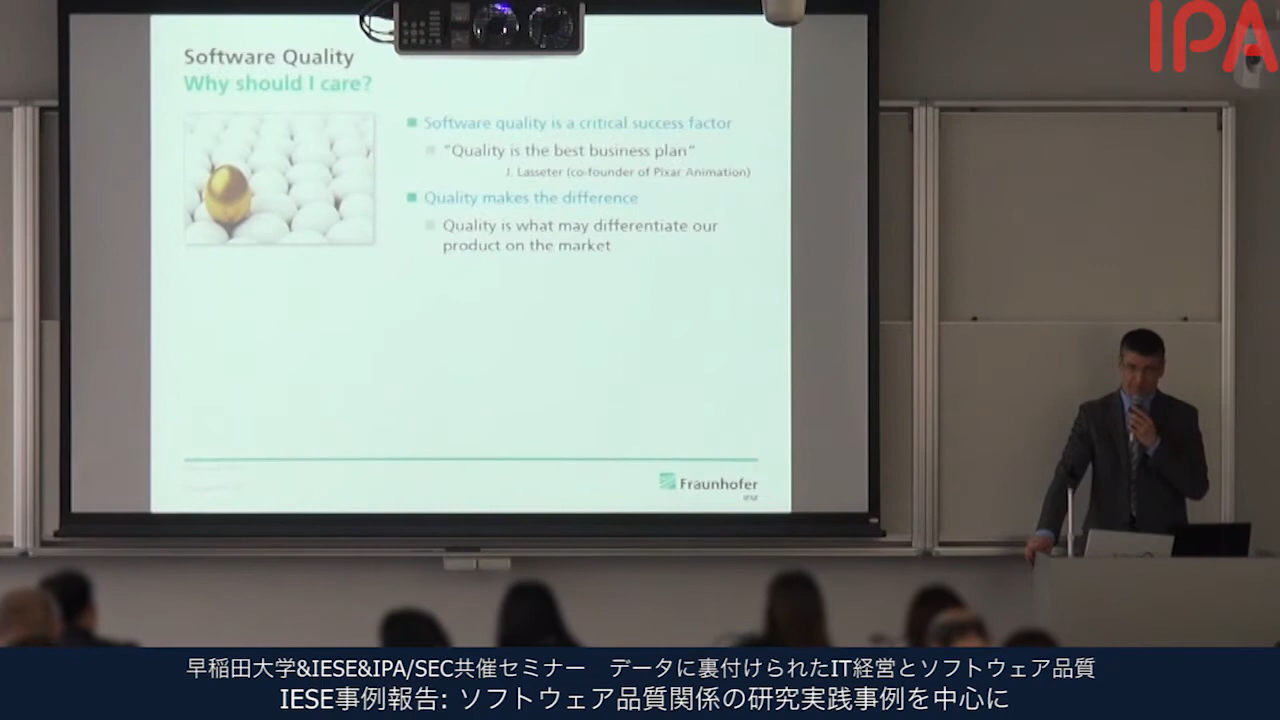 IPA
Software Quality
Why should I care?
Software quality is a critical success factor
"Quality is the best business plan"
J. Lasseter (co-founder of Pixar Animation)
Quality makes the difference
Quality is what may differentiate our
product on the market
Fraunhofer
IESE
早稲田大学&IESE&IPA/SEC共催セミナー　データに裏付けられたIT経営とソフトウェア品質
IESE事例報告: ソフトウェア品質関係の研究実践事例を中心に